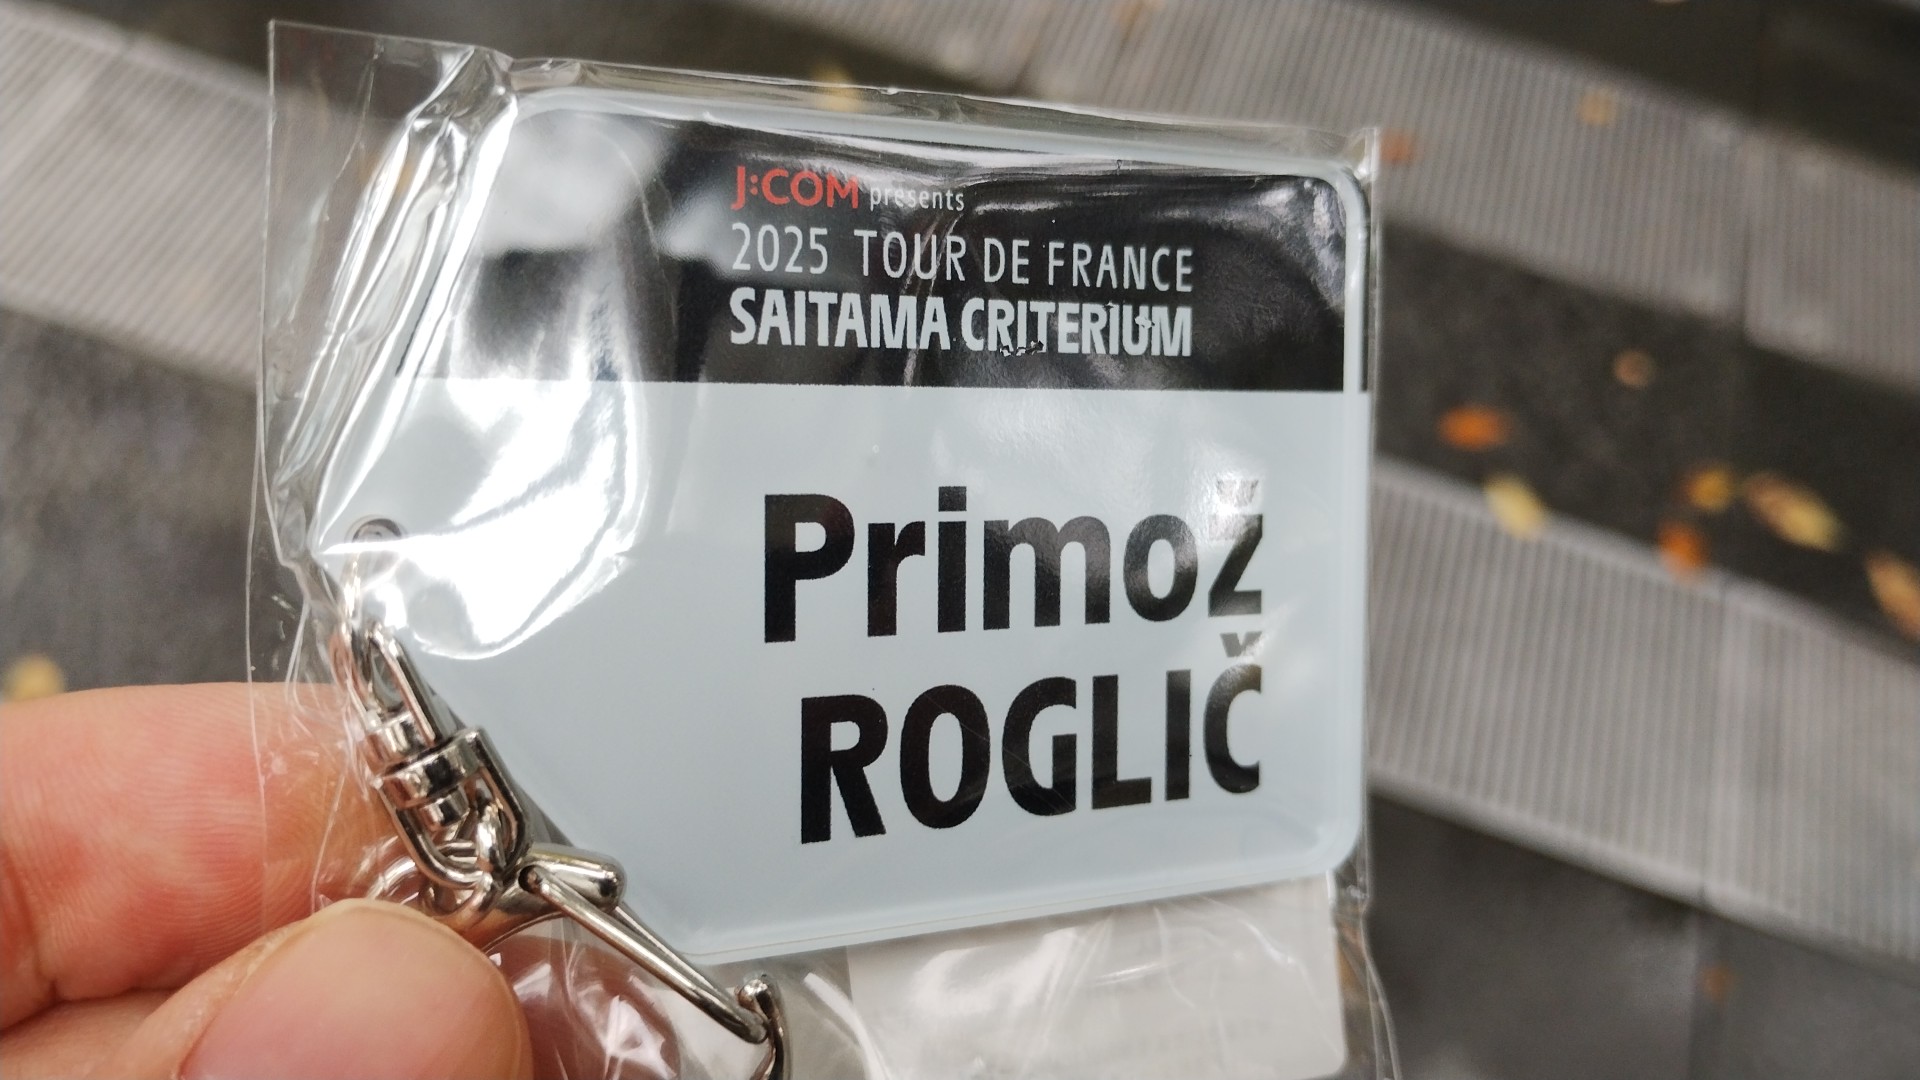 J:COM presents
2025 TOUR DE FRANCE
SAITAMA CRITERIUM
Primož
ROGLIČ